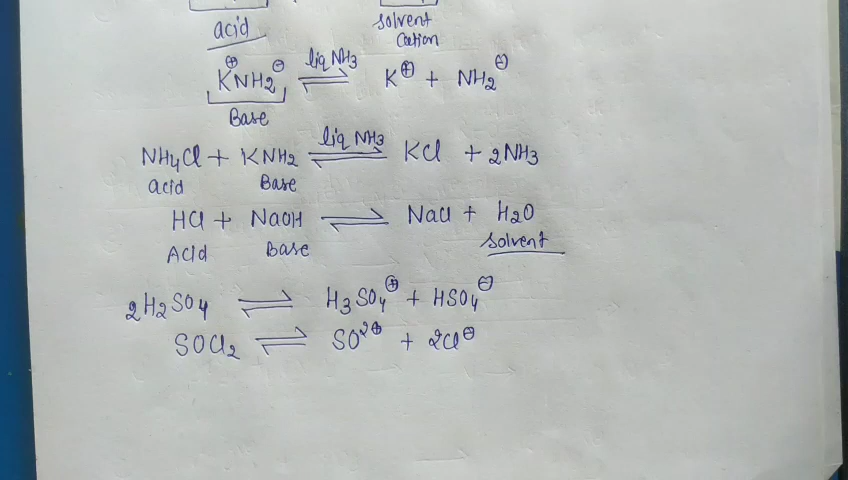 acid solvent
Cation
K⊕NH2⊖ ⇌ liq NH3 K⊕ + NH2⊖
Base
NH4Cl + KNH2 ⇌ liq NH3 KCl + 2NH3
acid Base
HCl + NaOH ⇌ NaCl + H2O
Acid Base Solvent
2H2SO4 ⇌ H3SO4⊕ + HSO4⊖
SOCl2 ⇌ SO2⊕ + 2Cl⊖